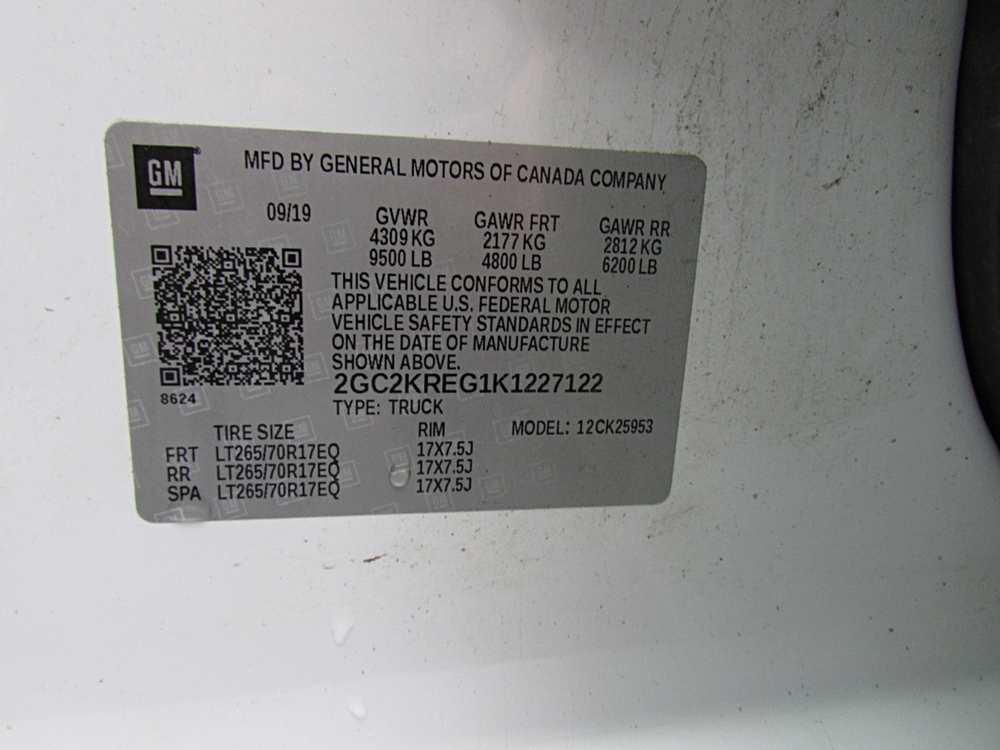 GM
MFD BY GENERAL MOTORS OF CANADA COMPANY
09/19 GVWR GAWR FRT GAWR RR
4309 KG 2177 KG 2812 KG
9500 LB 4800 LB 6200 LB
THIS VEHICLE CONFORMS TO ALL
APPLICABLE U.S. FEDERAL MOTOR
VEHICLE SAFETY STANDARDS IN EFFECT
ON THE DATE OF MANUFACTURE
SHOWN ABOVE.
2GC2KREG1K1227122
8624
TYPE: TRUCK
TIRE SIZE RIM MODEL: 12CK25953
FRT LT265/70R17EQ 17X7.5J
RR LT265/70R17EQ 17X7.5J
SPA LT265/70R17EQ 17X7.5J